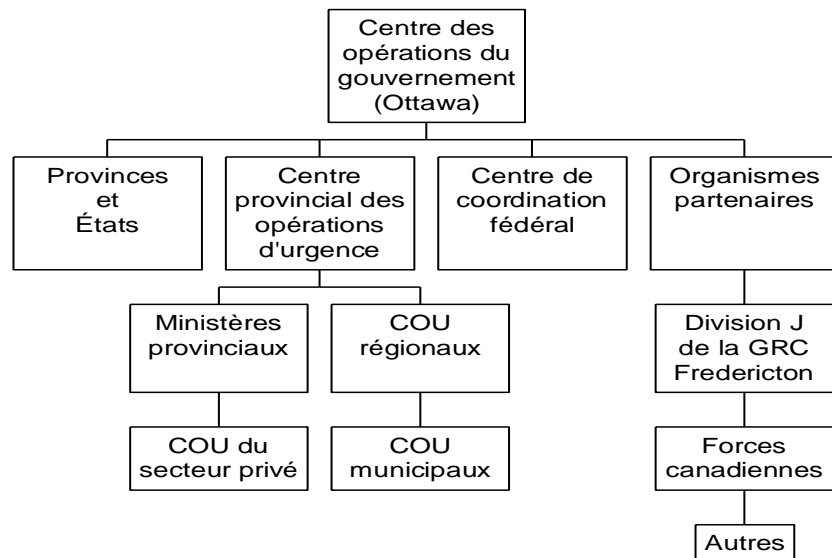 Centre des
opérations du
gouvernement
(Ottawa)
Provinces
et
États
Centre
provincial des
opérations
d'urgence
Centre de
coordination
fédéral
Organismes
partenaires
Ministères
provinciaux
COU
régionaux
Division J
de la GRC
Fredericton
COU du
secteur privé
COU
municipaux
Forces
canadiennes
Autres